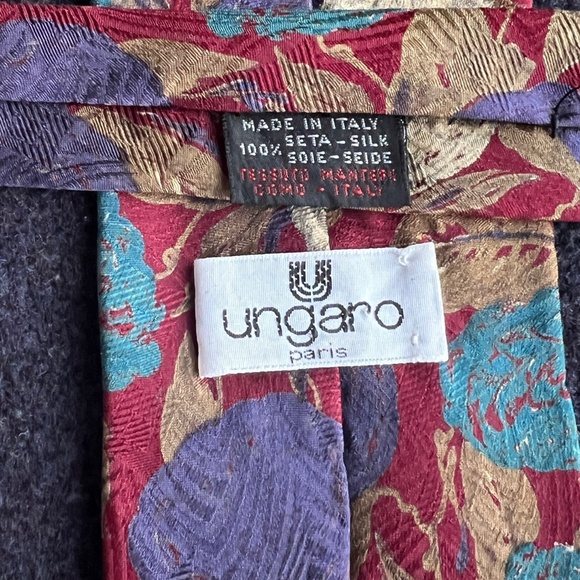 MADE IN ITALY
100% SETA-SILK
SOIE-SEIDE
TESSUTO MANTERO
COMO - ITALY
ungaro
paris